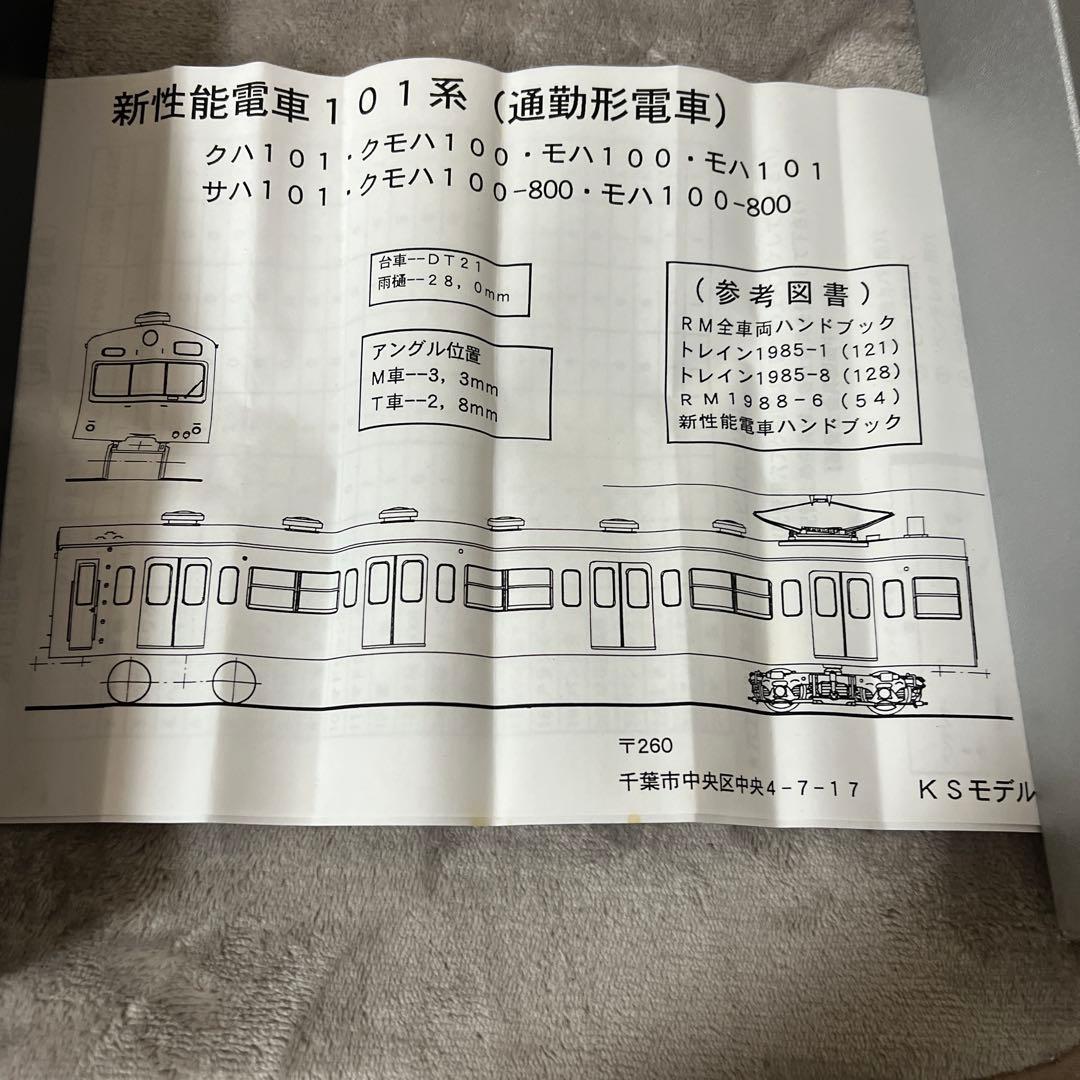 新性能電車101系(通勤形電車)
クハ101・クモハ100・モハ100・モハ101
サハ101・クモハ100-800・モハ100-800
台車--DT21
雨樋--28,0mm
アングル位置
M車--3,3mm
T車--2,8mm
(参考図書)
RM全車両ハンドブック
トレイン1985-1(121)
トレイン1985-8(128)
RM1988-6(54)
新性能電車ハンドブック
〒260
千葉市中央区中央4-7-17 KSモデル